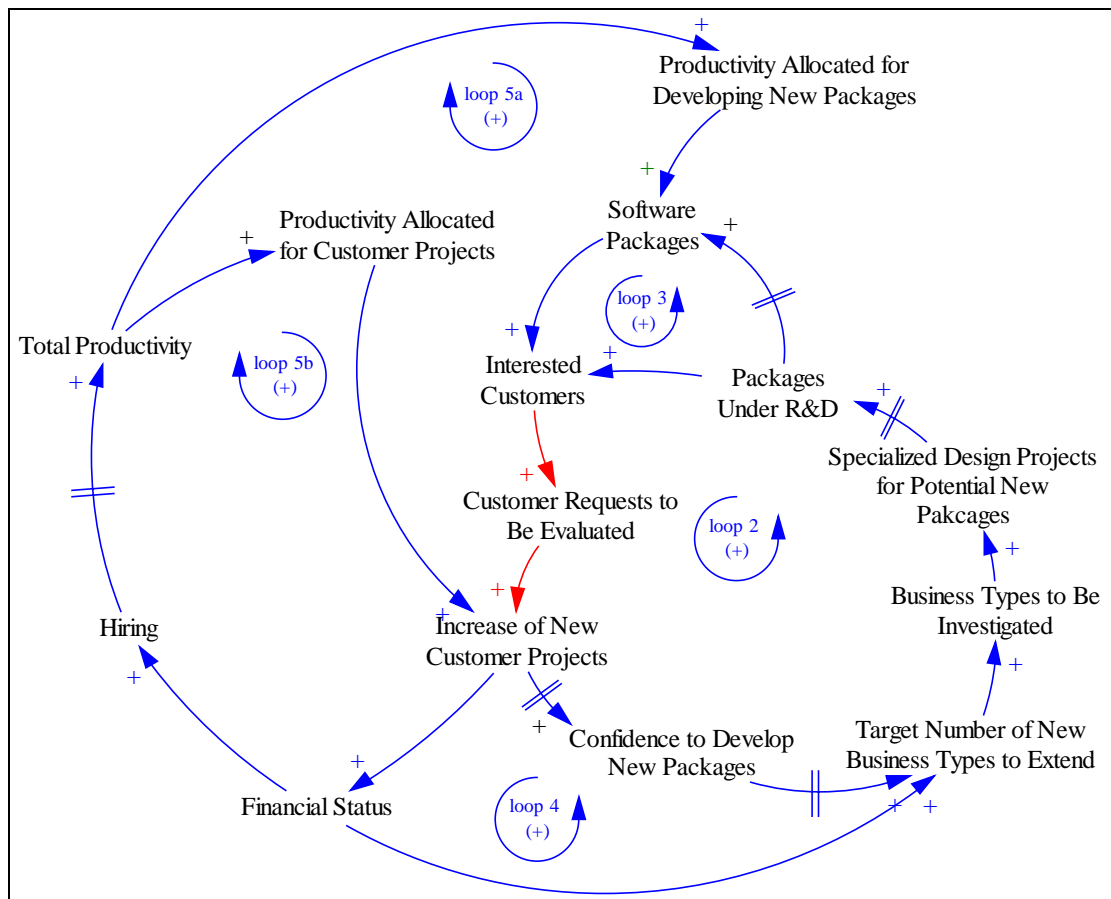 +
Productivity Allocated for
Developing New Packages
loop 5a
(+)
+
Productivity Allocated
for Customer Projects
+
Software
Packages
+
loop 3
(+)
Total Productivity
+
loop 5b
(+)
+
Interested
Customers
+
Packages
Under R&D
+
Specialized Design Projects
for Potential New
Pakcages
+
Customer Requests to
Be Evaluated
loop 2
(+)
+
+
Business Types to Be
Investigated
+
Hiring
+
+
Increase of New
Customer Projects
+
Confidence to Develop
New Packages
Target Number of New
Business Types to Extend
+
+
+
Financial Status
loop 4
(+)